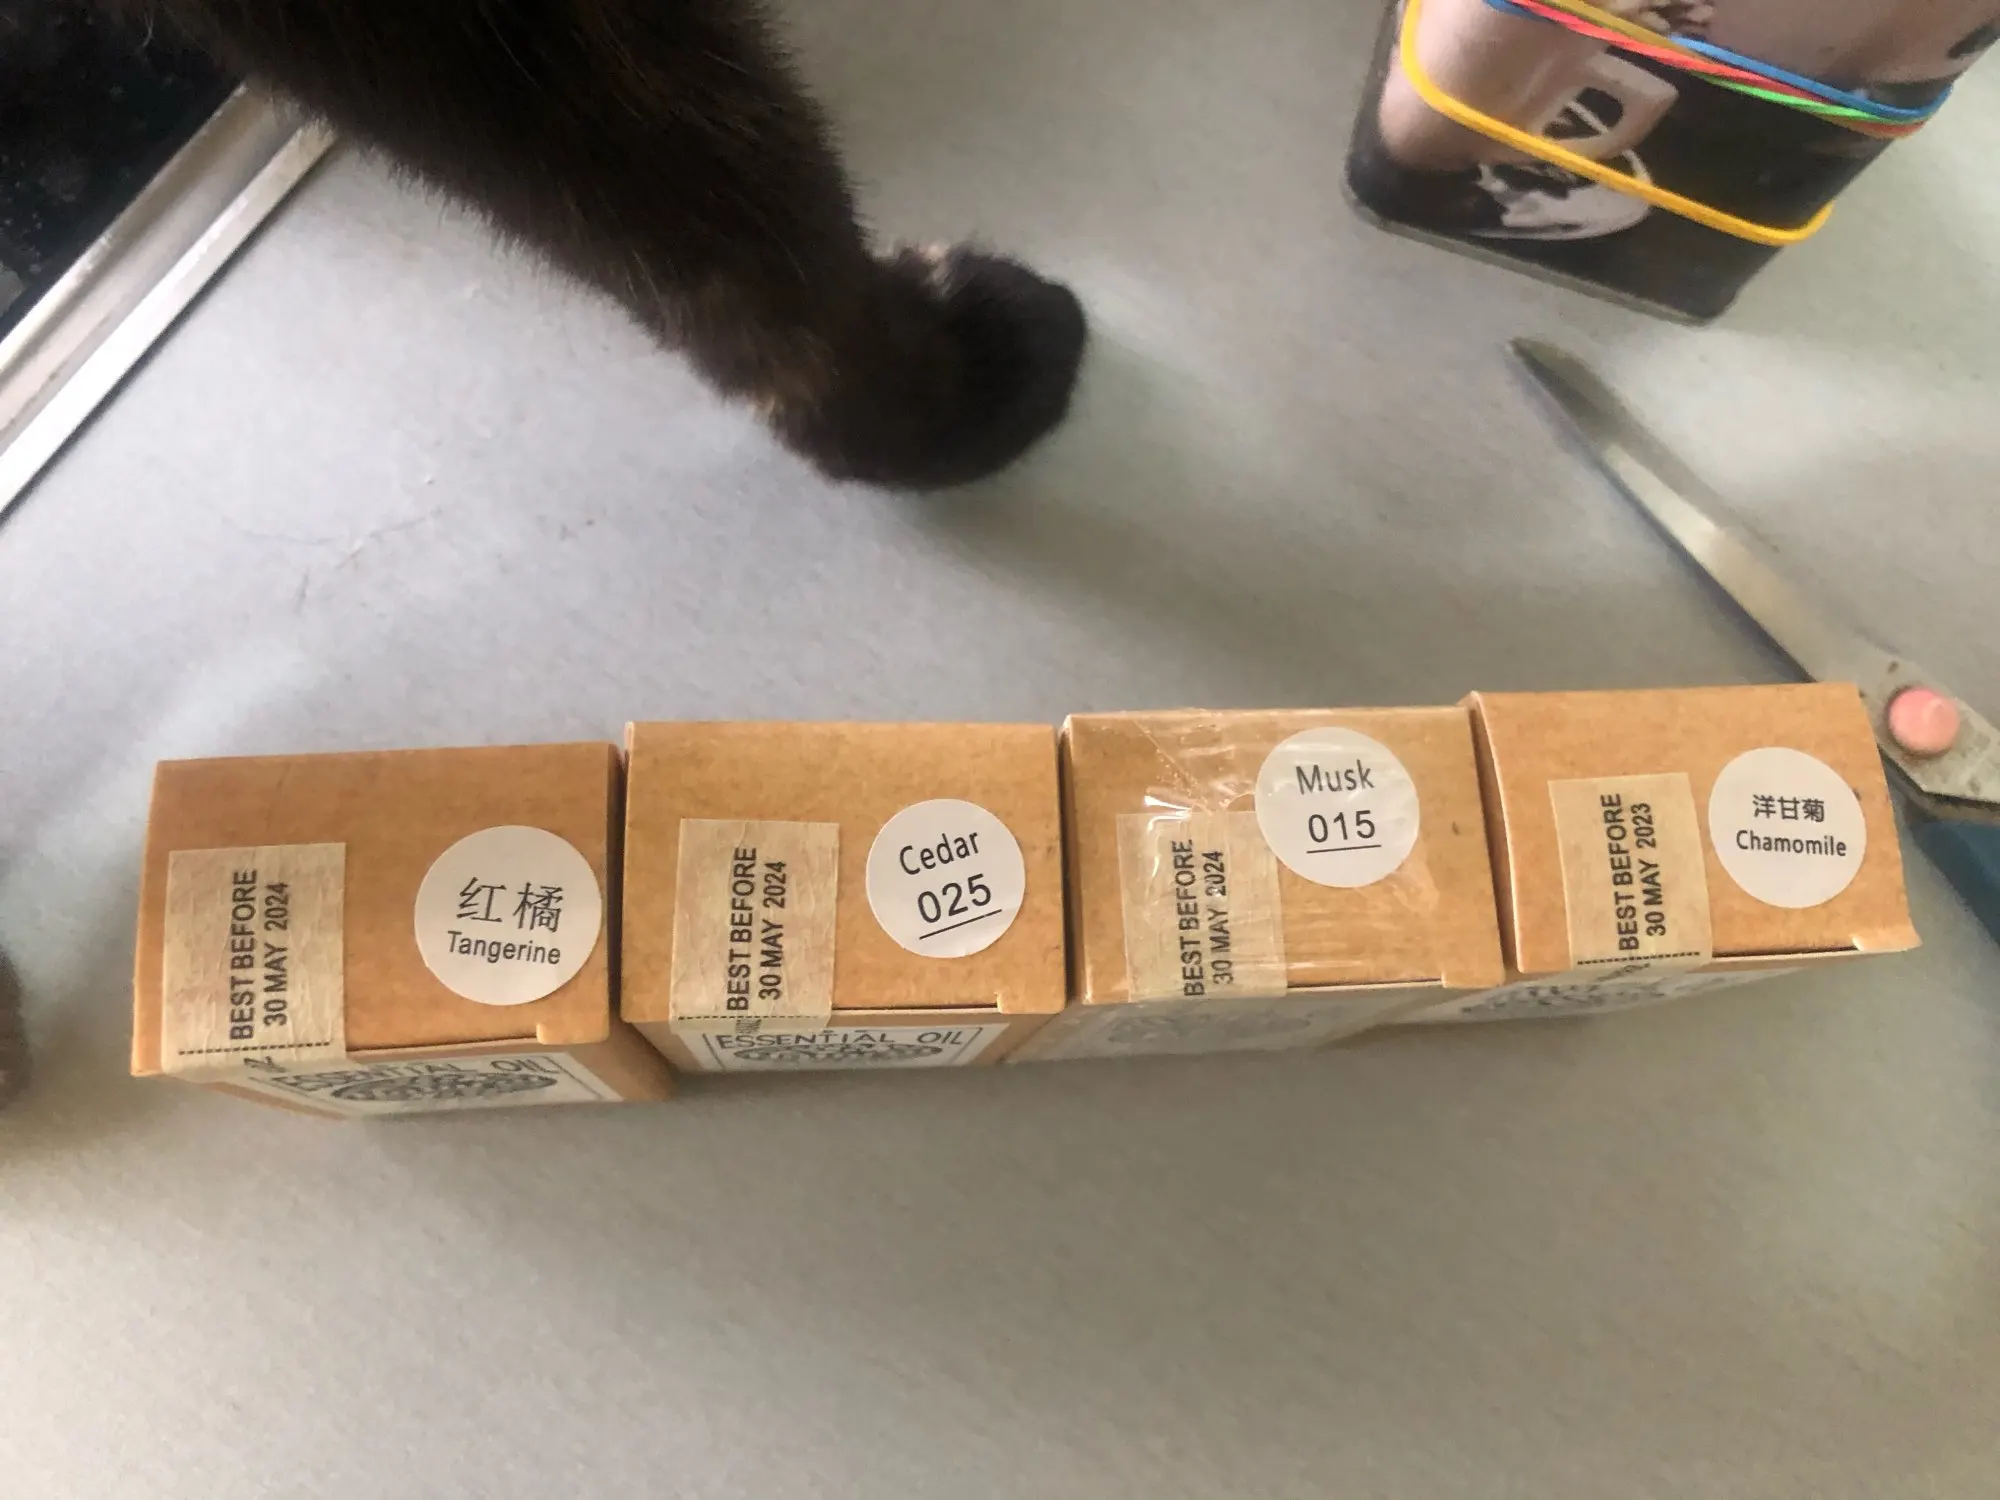 BEST BEFORE
30 MAY 2024
红橘
Tangerine
ESSENTIAL OIL
BEST BEFORE
30 MAY 2024
Cedar
025
ESSENTIAL OIL
BEST BEFORE
30 MAY 2024
Musk
015
BEST BEFORE
30 MAY 2023
洋甘菊
Chamomile